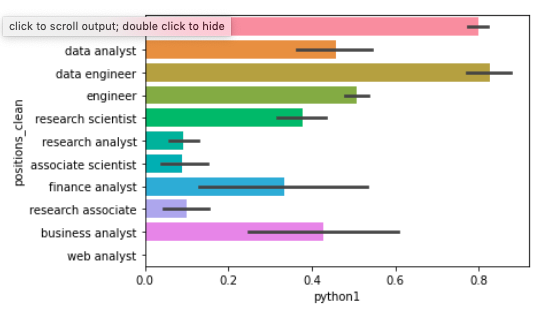 click to scroll output; double click to hide
data analyst
data engineer
engineer
research scientist
research analyst
associate scientist
finance analyst
research associate
business analyst
web analyst
positions_clean
0.0 0.2 0.4 0.6 0.8
python1